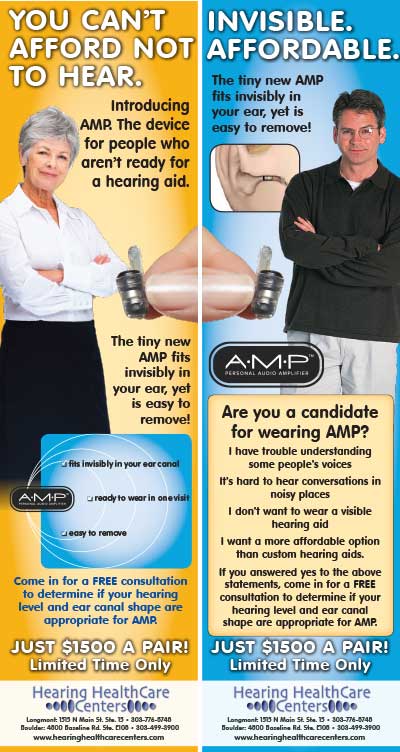 YOU CAN'T
AFFORD NOT
TO HEAR.
Introducing
AMP. The device
for people who
aren't ready for
a hearing aid.
The tiny new
AMP fits
invisibly in
your ear, yet
is easy to
remove!
fits invisibly in your ear canal
A·M·P
PERSONAL AUDIO AMPLIFIER
ready to wear in one visit
easy to remove
Come in for a FREE consultation
to determine if your hearing
level and ear canal shape are
appropriate for AMP.
JUST $1500 A PAIR!
Limited Time Only
Hearing HealthCare
Centers
Longmont: 1515 N Main St. Ste. 15 • 303-776-8748
Boulder: 4800 Baseline Rd. Ste. E108 • 303-499-3900
www.hearinghealthcarecenters.com
INVISIBLE.
AFFORDABLE.
The tiny new AMP
fits invisibly in
your ear, yet is
easy to remove!
A·M·P™
PERSONAL AUDIO AMPLIFIER
Are you a candidate
for wearing AMP?
I have trouble understanding
some people's voices
It's hard to hear conversations in
noisy places
I don't want to wear a visible
hearing aid
I want a more affordable option
than custom hearing aids.
If you answered yes to the above
statements, come in for a FREE
consultation to determine if your
hearing level and ear canal
shape are appropriate for AMP.
JUST $1500 A PAIR!
Limited Time Only
Hearing HealthCare
Centers
Longmont: 1515 N Main St. Ste. 15 • 303-776-8748
Boulder: 4800 Baseline Rd. Ste. E108 • 303-499-3900
www.hearinghealthcarecenters.com